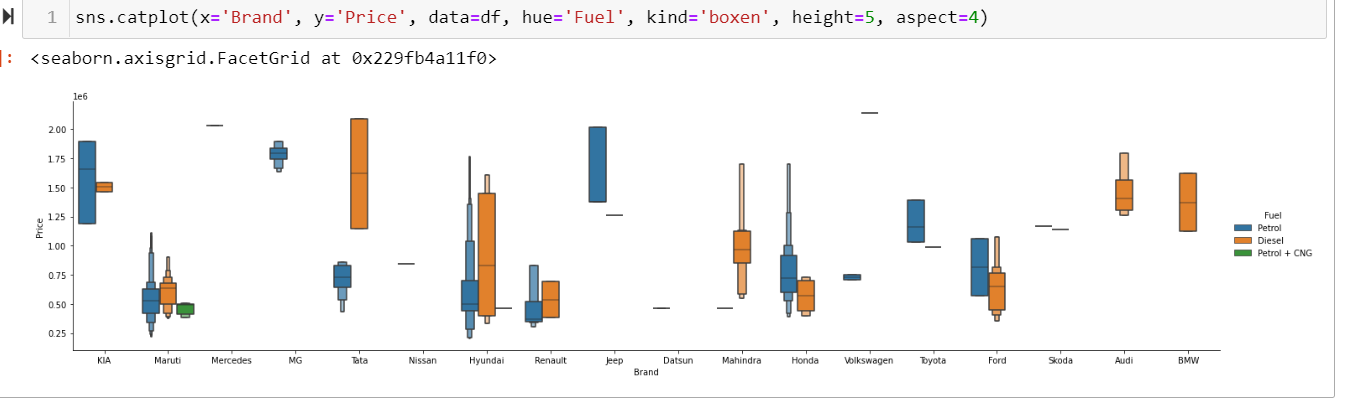 1 sns.catplot(x='Brand', y='Price', data=df, hue='Fuel', kind='boxen', height=5, aspect=4)
]: <seaborn.axisgrid.FacetGrid at 0x229fb4a11f0>
1e6
2.00
1.75
1.50
1.25
1.00
0.75
0.50
0.25
Price
KIA Maruti Mercedes MG Tata Nissan Hyundai Renault Jeep Datsun Mahindra Honda Volkswagen Toyota Ford Skoda Audi BMW
Brand
Fuel
Petrol
Diesel
Petrol + CNG